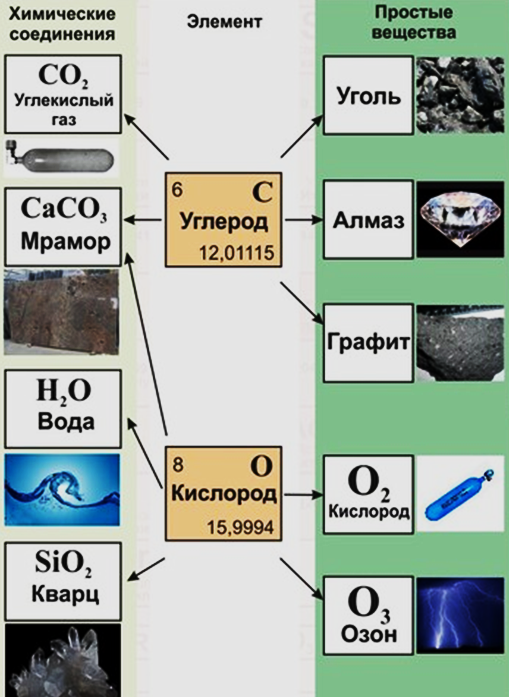 Химические
соединения
Элемент
Простые
вещества
CO₂
Углекислый
газ
Уголь
6
C
Углерод
12,01115
CaCO₃
Мрамор
Алмаз
Графит
H₂O
Вода
8
O
Кислород
15,9994
O₂
Кислород
SiO₂
Кварц
O₃
Озон